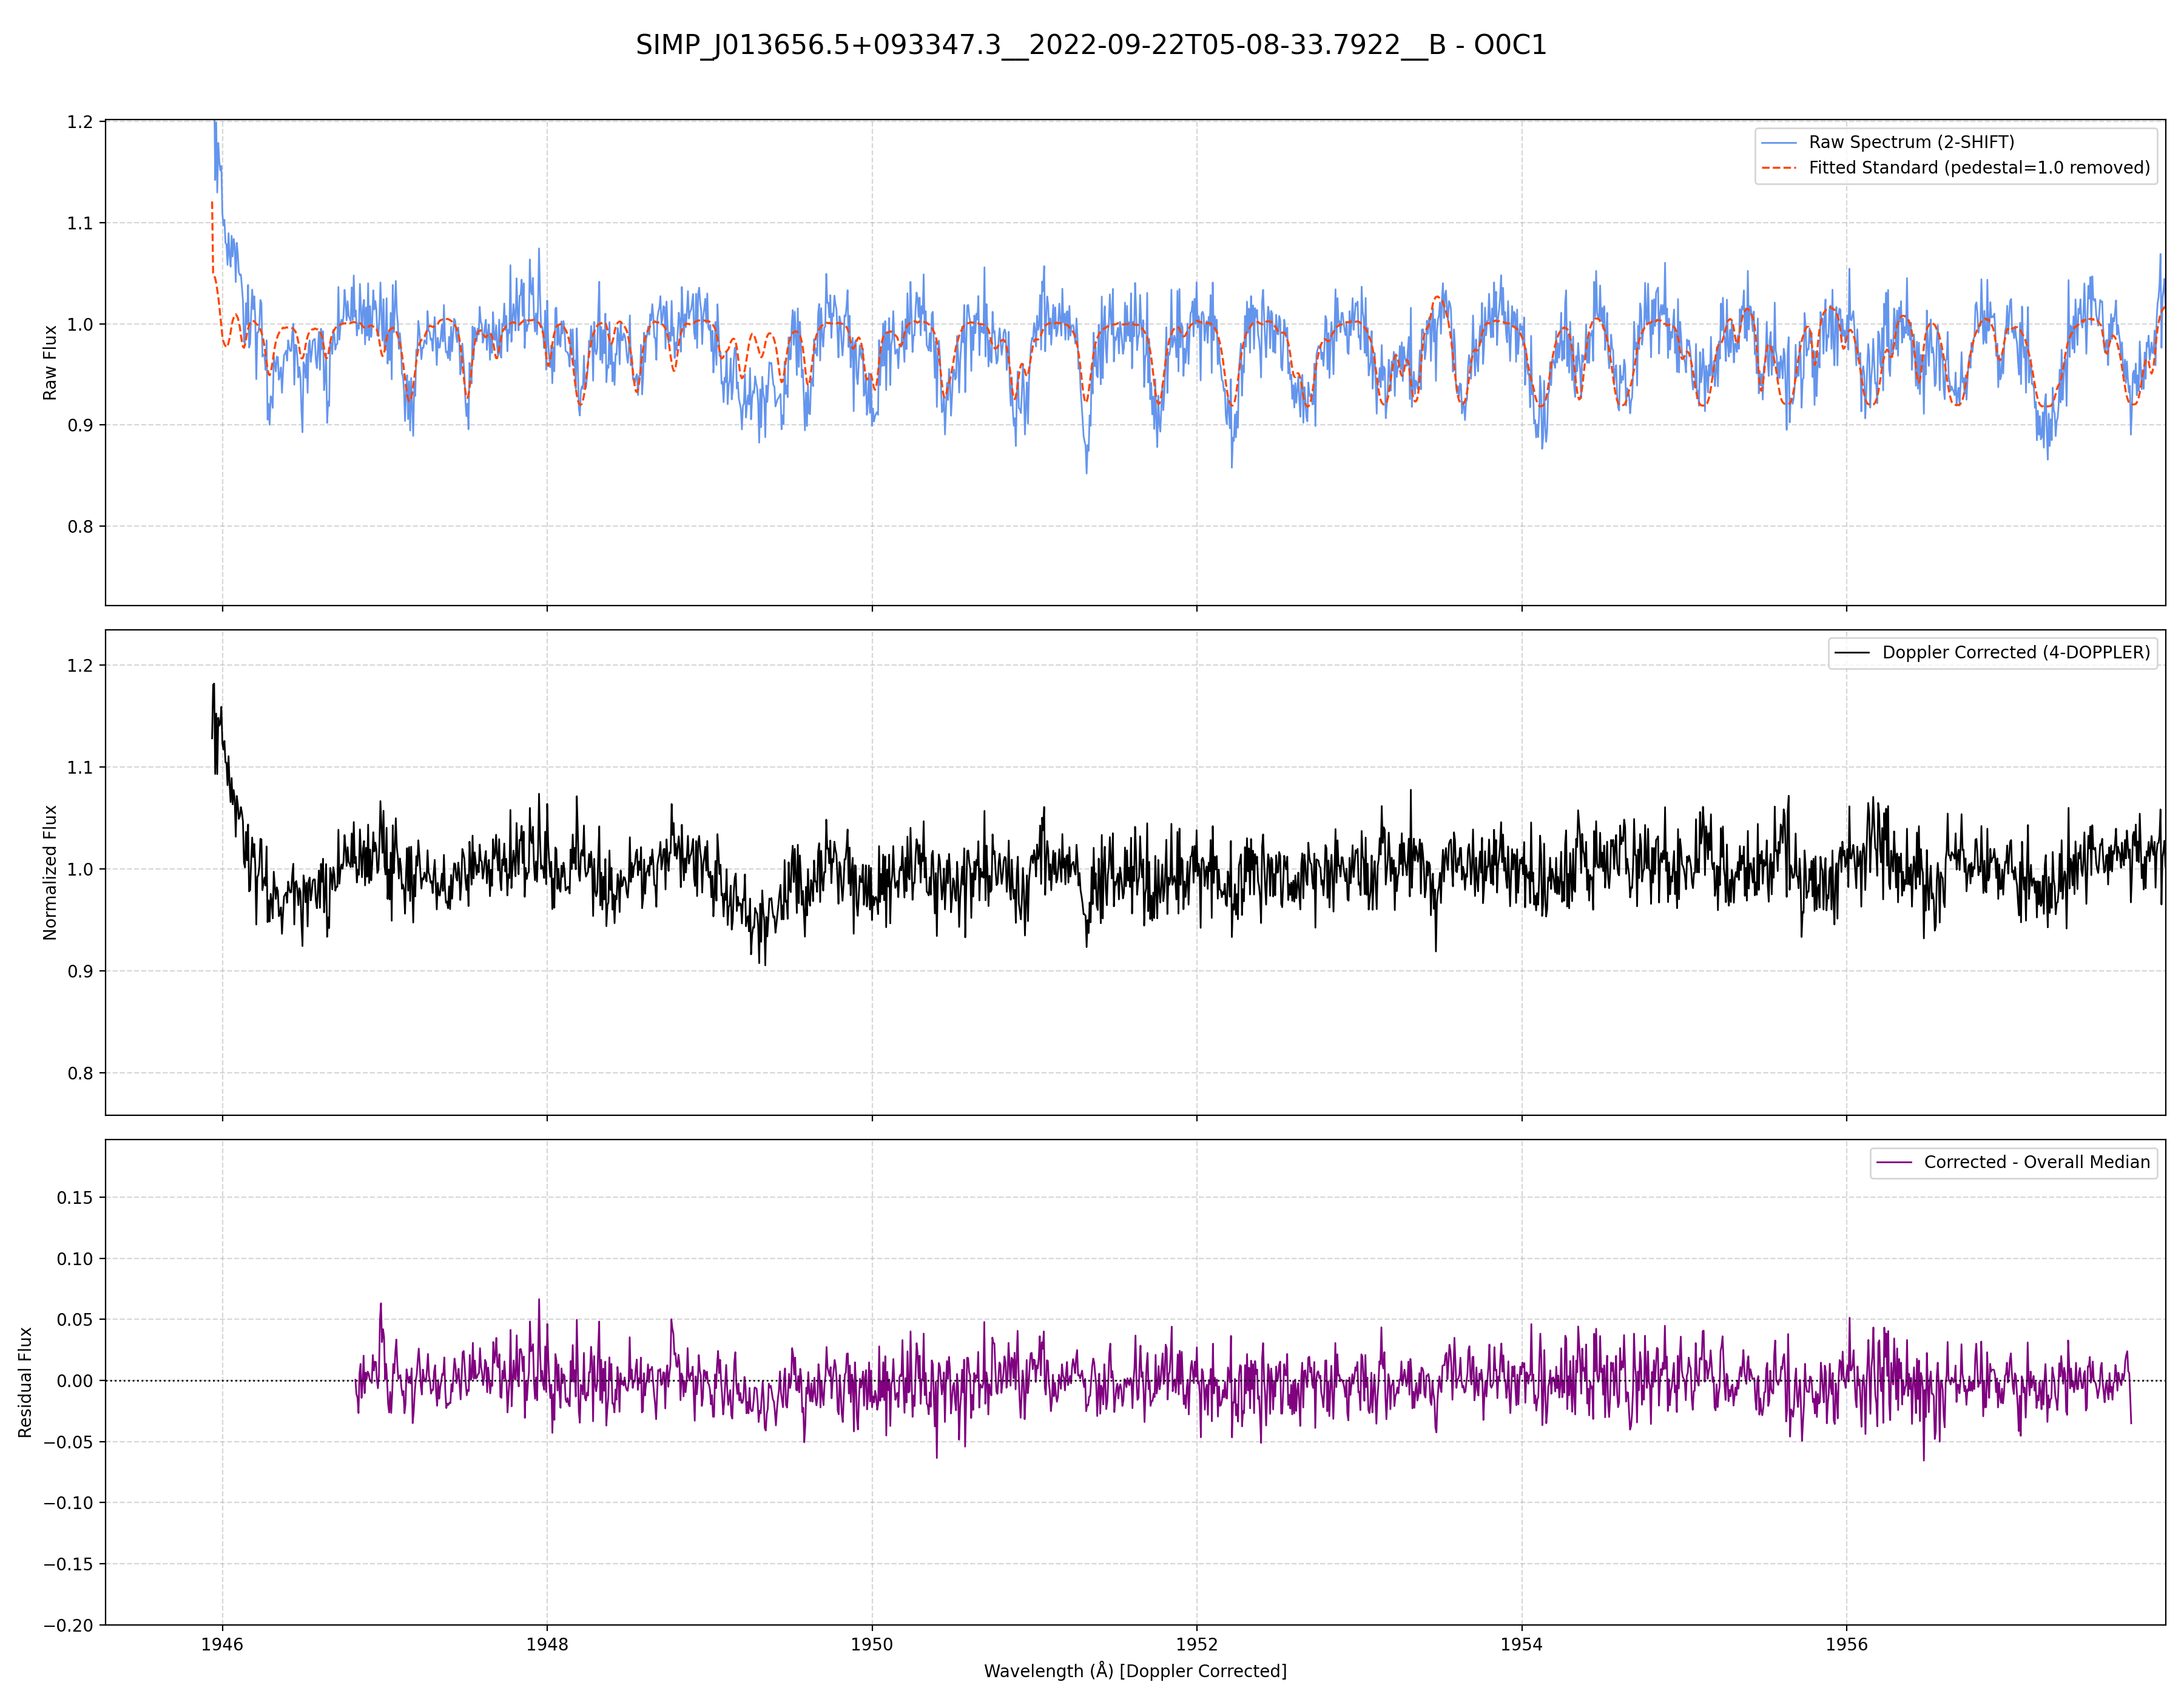 SIMP_J013656.5+093347.3__2022-09-22T05-08-33.7922__B - O0C1
1.2
1.1
1.0
0.9
0.8
Raw Flux
Raw Spectrum (2-SHIFT)
Fitted Standard (pedestal=1.0 removed)
1.2
1.1
1.0
0.9
0.8
Normalized Flux
Doppler Corrected (4-DOPPLER)
0.15
0.10
0.05
0.00
−0.05
−0.10
−0.15
−0.20
Residual Flux
Corrected - Overall Median
1946 1948 1950 1952 1954 1956
Wavelength (Å) [Doppler Corrected]